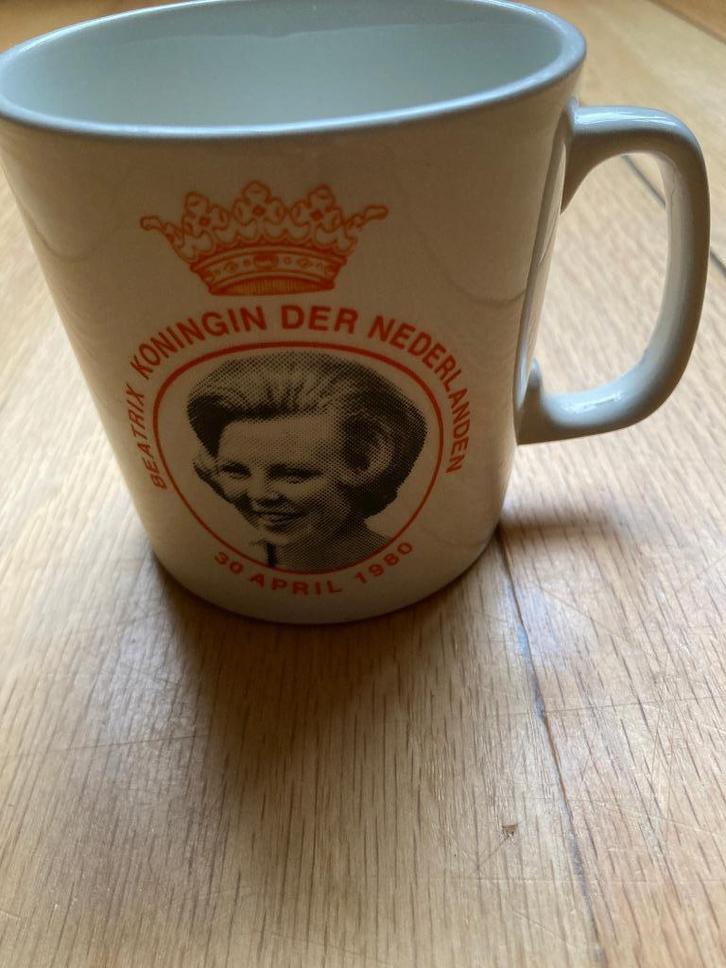 BEATRIX KONINGIN DER NEDERLANDEN
30 APRIL 1980